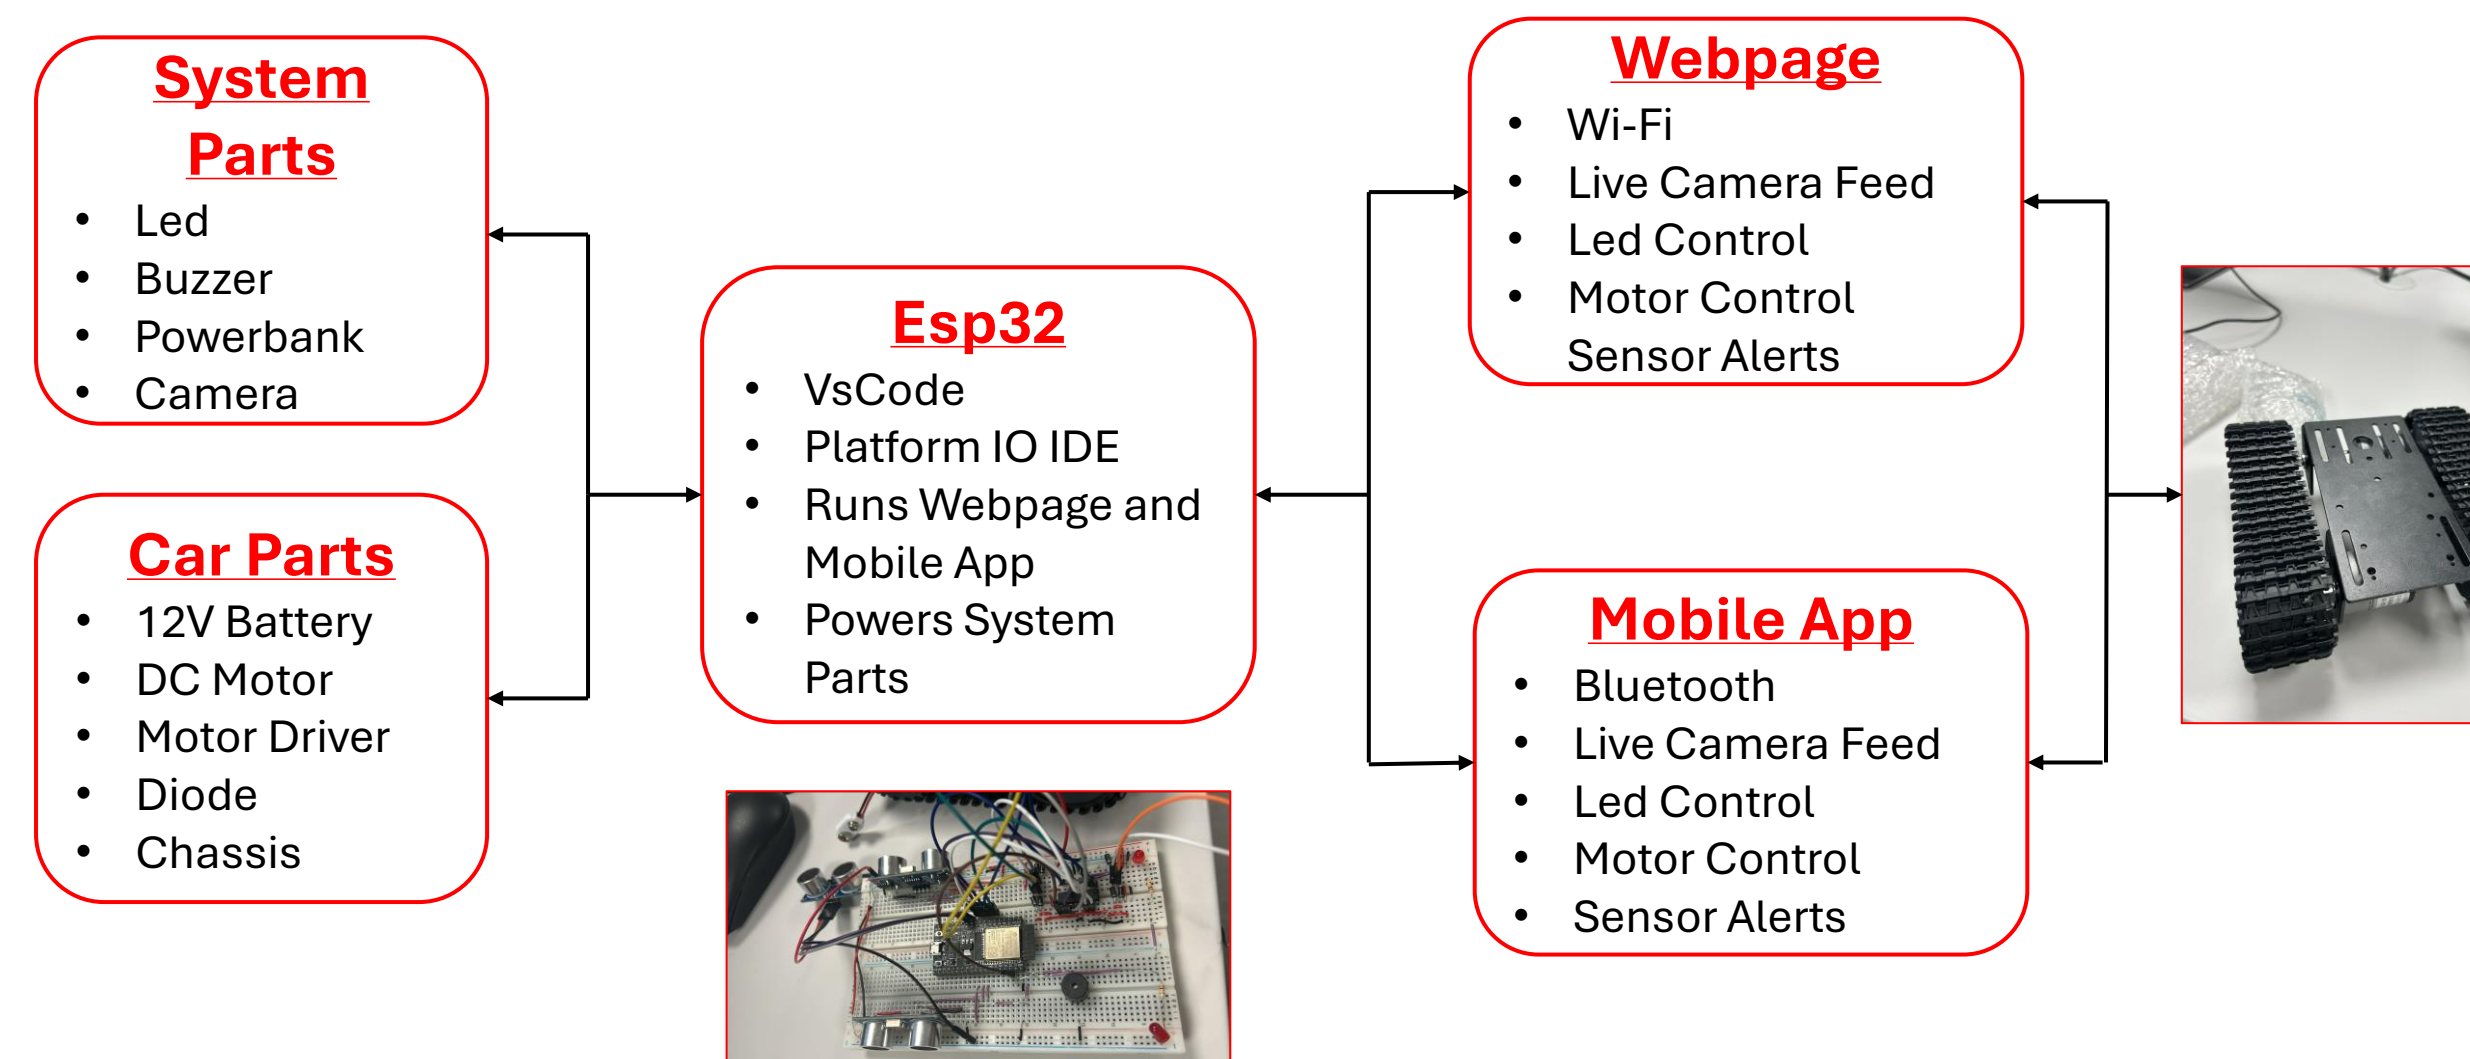 System
Parts
• Led
• Buzzer
• Powerbank
• Camera
Car Parts
• 12V Battery
• DC Motor
• Motor Driver
• Diode
• Chassis
Esp32
• VsCode
• Platform IO IDE
• Runs Webpage and
Mobile App
• Powers System
Parts
Webpage
• Wi-Fi
• Live Camera Feed
• Led Control
• Motor Control
Sensor Alerts
Mobile App
• Bluetooth
• Live Camera Feed
• Led Control
• Motor Control
• Sensor Alerts